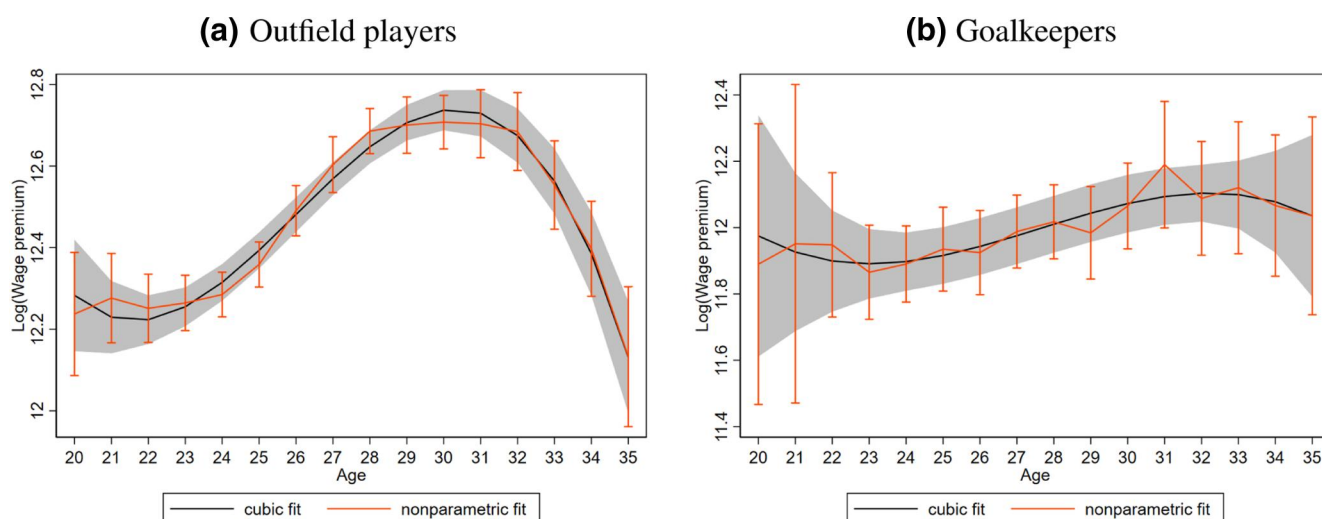 (a) Outfield players
Log(Wage premium)
12.8
12.6
12.4
12.2
12
20 21 22 23 24 25 26 27 28 29 30 31 32 33 34 35
Age
cubic fit nonparametric fit
(b) Goalkeepers
Log(Wage premium)
12.4
12.2
12
11.8
11.6
11.4
20 21 22 23 24 25 26 27 28 29 30 31 32 33 34 35
Age
cubic fit nonparametric fit